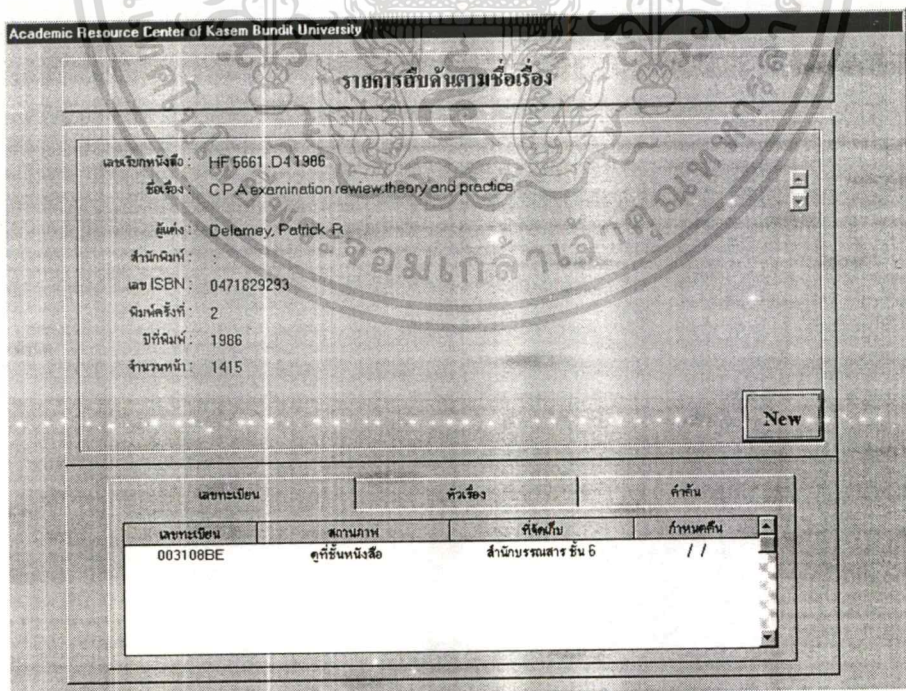 Academic Resource Center of Kasem Bundit University
รายการสืบค้นตามชื่อเรื่อง
เลขเรียกหนังสือ : HF 5661 .D4 1986
ชื่อเรื่อง : C P A examination rewiew:theory and practice
ผู้แต่ง : Delamey, Patrick R
สำนักพิมพ์ : :
เลข ISBN : 0471829293
พิมพ์ครั้งที่ : 2
ปีที่พิมพ์ : 1986
จำนวนหน้า : 1415
New
เลขทะเบียน หัวเรื่อง คำค้น
เลขทะเบียน สถานภาพ ที่จัดเก็บ กำหนดคืน
003108BE ดูที่ชั้นหนังสือ สำนักบรรณสาร ชั้น 6 / /